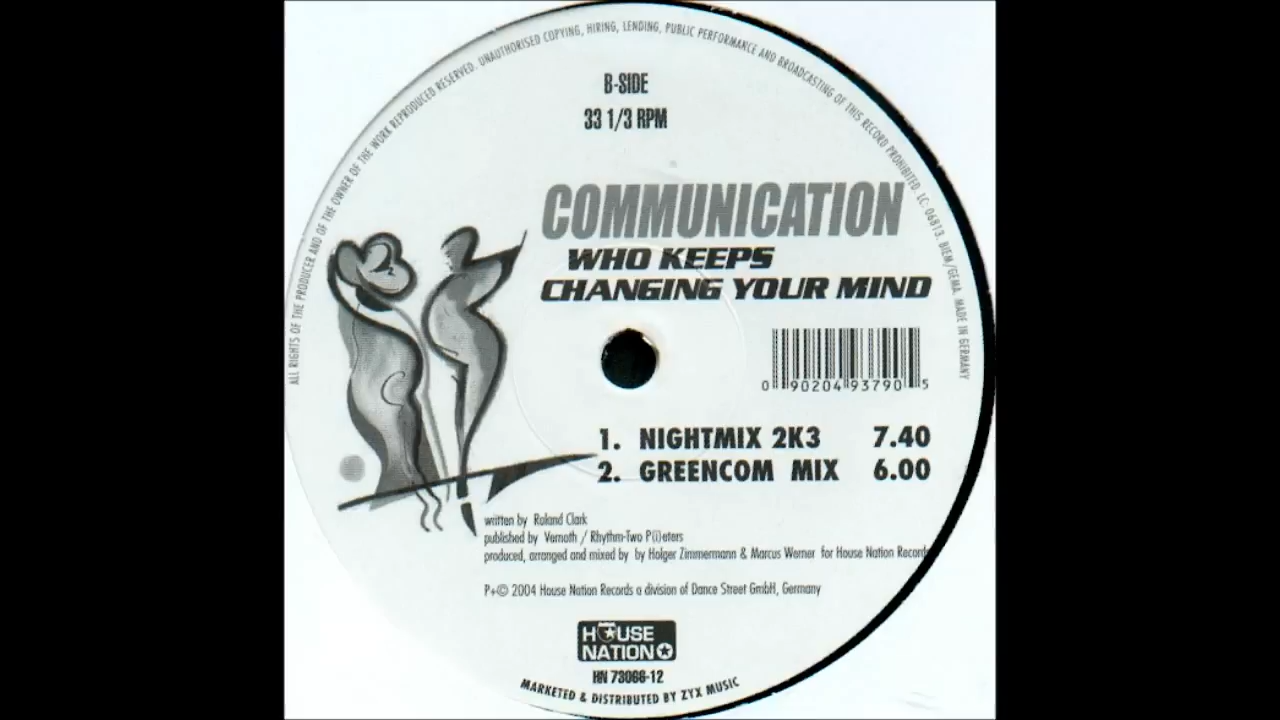 ALL RIGHTS OF THE PRODUCER AND OF THE OWNER OF THE WORK REPRODUCED RESERVED. UNAUTHORISED COPYING, HIRING, LENDING, PUBLIC PERFORMANCE AND BROADCASTING OF THIS RECORD PROHIBITED. LC: 06813. BIEM/GEMA. MADE IN GERMANY
B-SIDE
33 1/3 RPM
COMMUNICATION
WHO KEEPS
CHANGING YOUR MIND
0 90204 93790 5
1. NIGHTMIX 2K3 7.40
2. GREENCOM MIX 6.00
written by Roland Clark
published by Vernoth / Rhythm-Two P(i)eters
produced, arranged and mixed by by Holger Zimmermann & Marcus Werner for House Nation Records
P+© 2004 House Nation Records a division of Dance Street GmbH, Germany
HOUSE
NATION
HN 73066-12
MARKETED & DISTRIBUTED BY ZYX MUSIC